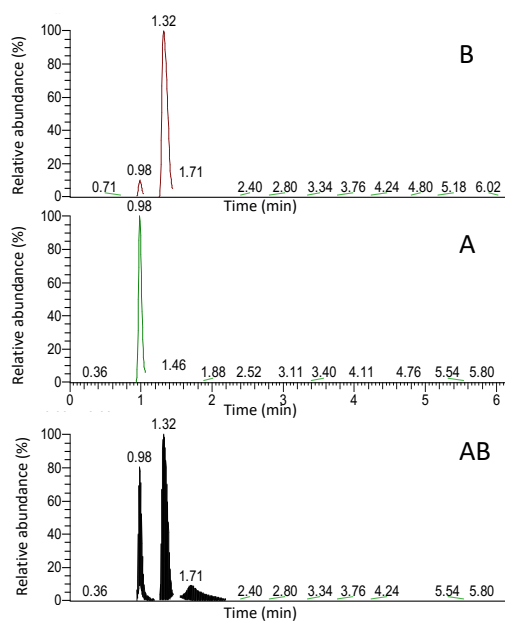 1.32
100
B
80
60
40
20
0
0.98
1.71
0.71
2.40 2.80 3.34 3.76 4.24 4.80 5.18 6.02
Relative abundance (%)
Time (min)
0.98
100
A
80
60
40
20
0
0.36 1.46 1.88 2.52 3.11 3.40 4.11 4.76 5.54 5.80
0 1 2 3 4 5 6
Relative abundance (%)
Time (min)
1.32
100
AB
0.98
80
60
40
20
0
1.71
0.36 2.40 2.80 3.34 3.76 4.24 5.54 5.80
Relative abundance (%)
Time (min)